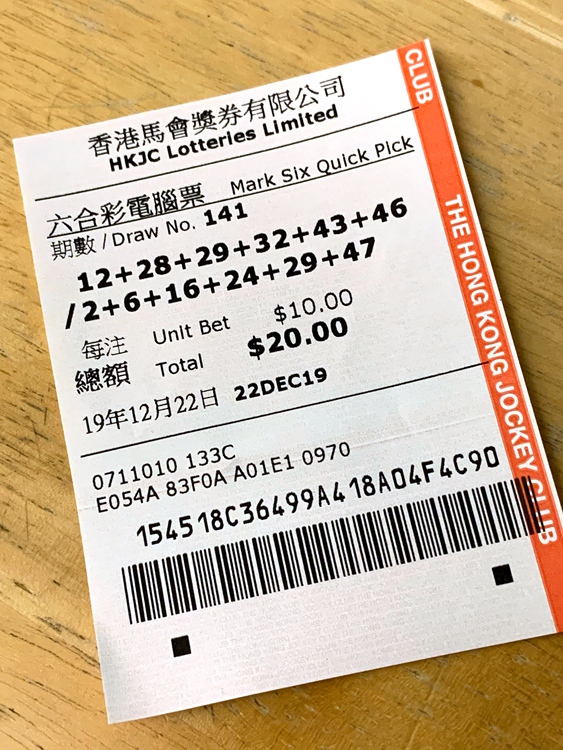 香港馬會獎券有限公司
HKJC Lotteries Limited
六合彩電腦票 Mark Six Quick Pick
期數 / Draw No. 141
12+28+29+32+43+46
/2+6+16+24+29+47
每注 Unit Bet $10.00
總額 Total $20.00
19年12月22日 22DEC19
0711010 133C
E054A 83F0A A01E1 0970
154518C36499A418AD4F4C9D
CLUB
THE HONG KONG JOCKEY CLUB